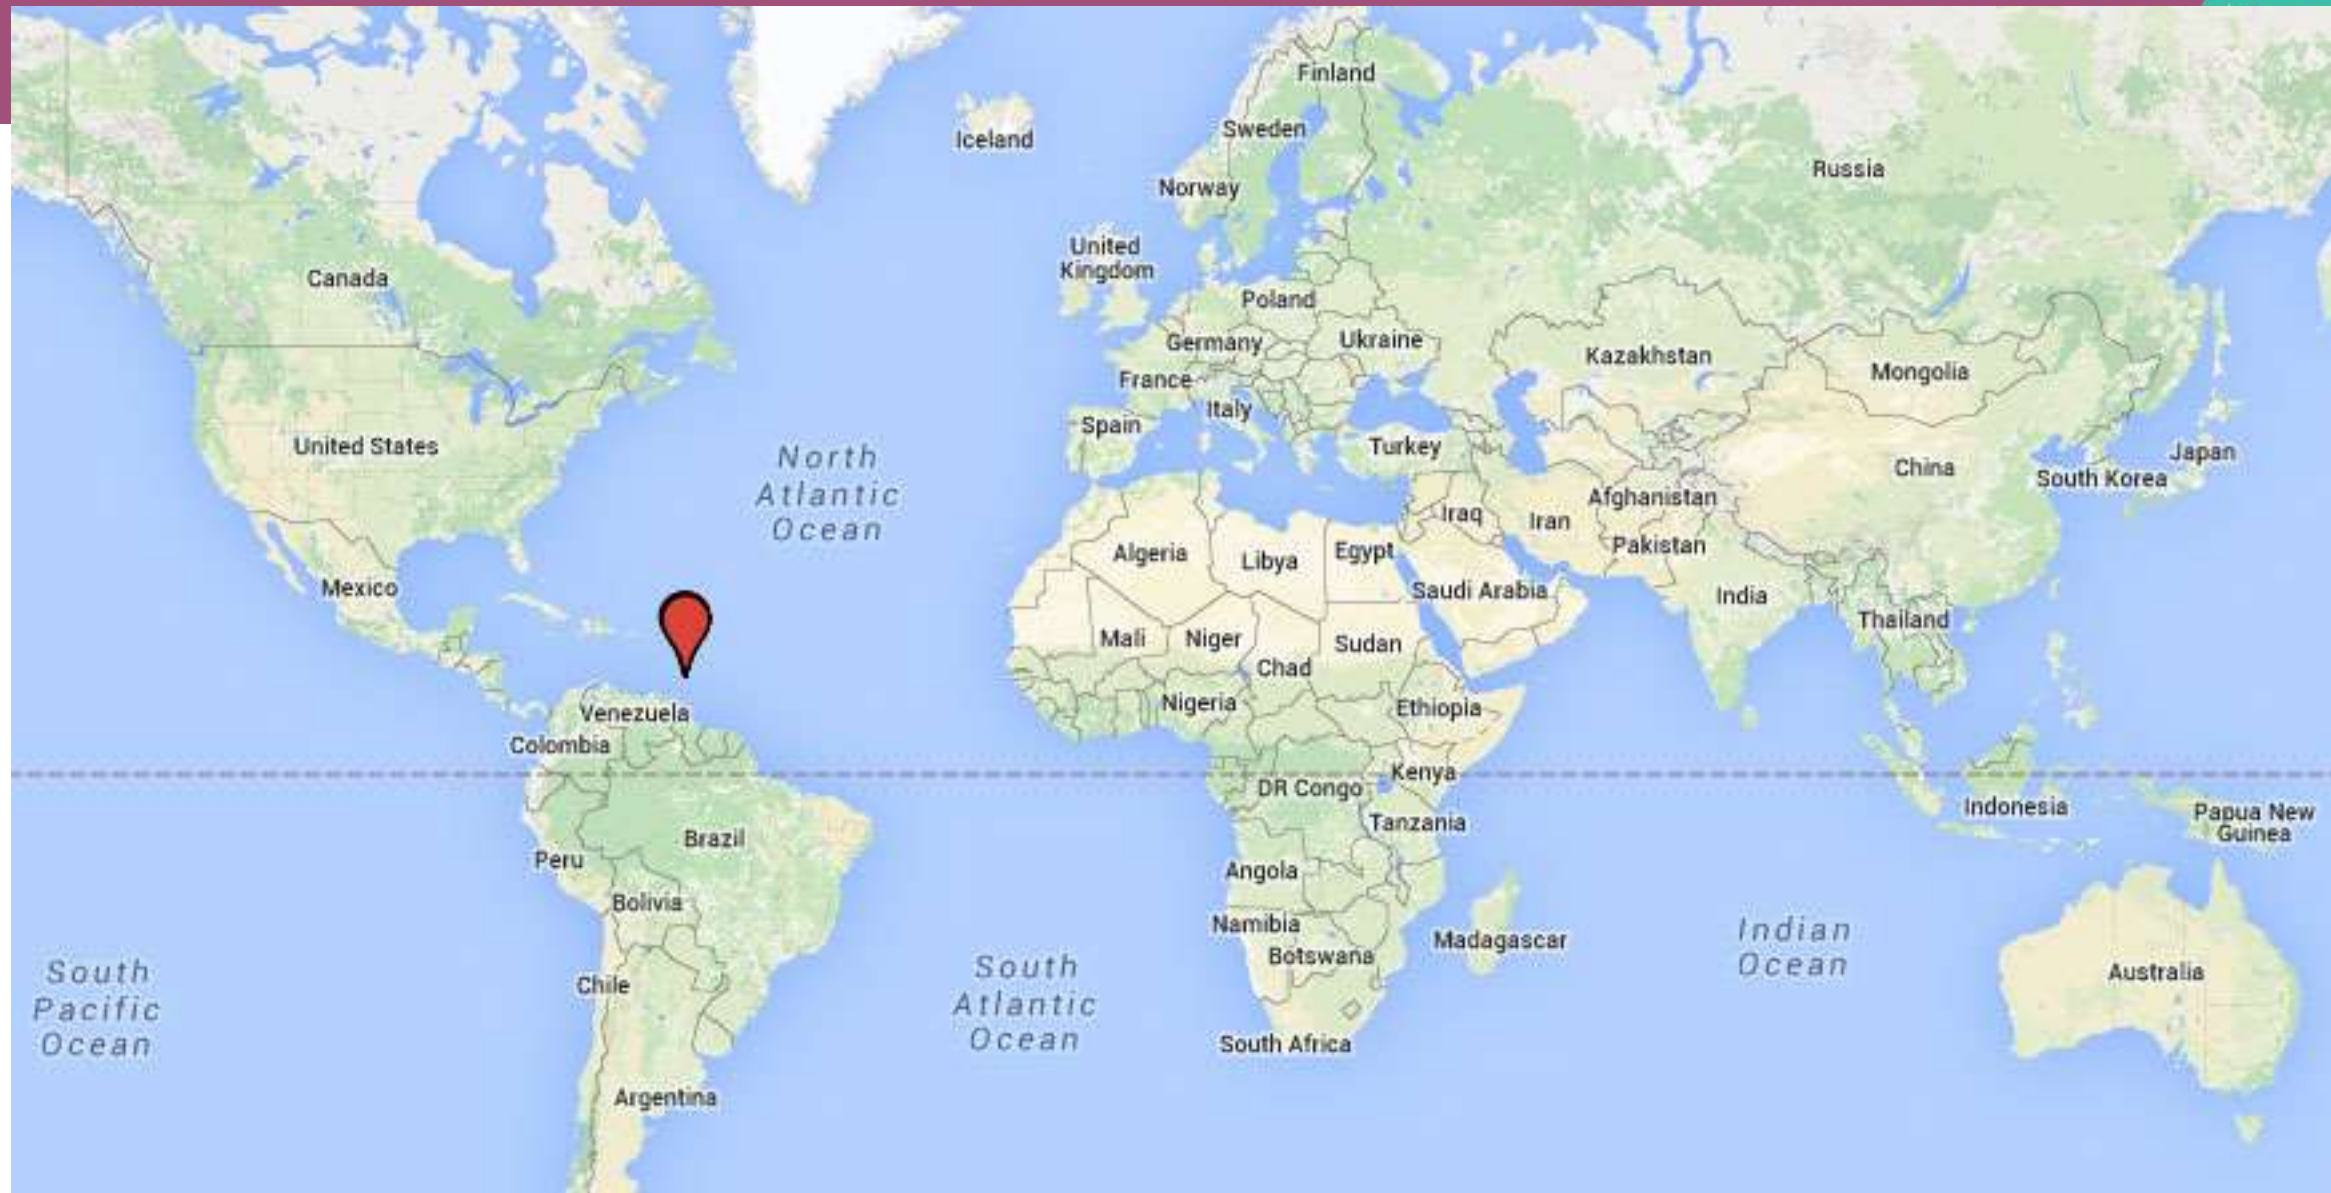 Finland
Iceland
Sweden
Russia
Norway
United
Kingdom
Canada
Poland
Ukraine
Germany
Kazakhstan
Mongolia
France
Italy
Spain
United States
Turkey
Japan
North
Atlantic
Ocean
China
South Korea
Afghanistan
Iraq
Iran
Pakistan
Algeria
Libya
Egypt
Mexico
Saudi Arabia
India
Thailand
Mali
Niger
Sudan
Chad
Nigeria
Ethiopia
Venezuela
Colombia
Kenya
DR Congo
Indonesia
Papua New
Guinea
Tanzania
Brazil
Peru
Angola
Bolivia
Namibia
Madagascar
Indian
Ocean
Botswana
South
Pacific
Ocean
South
Atlantic
Ocean
Chile
Australia
South Africa
Argentina